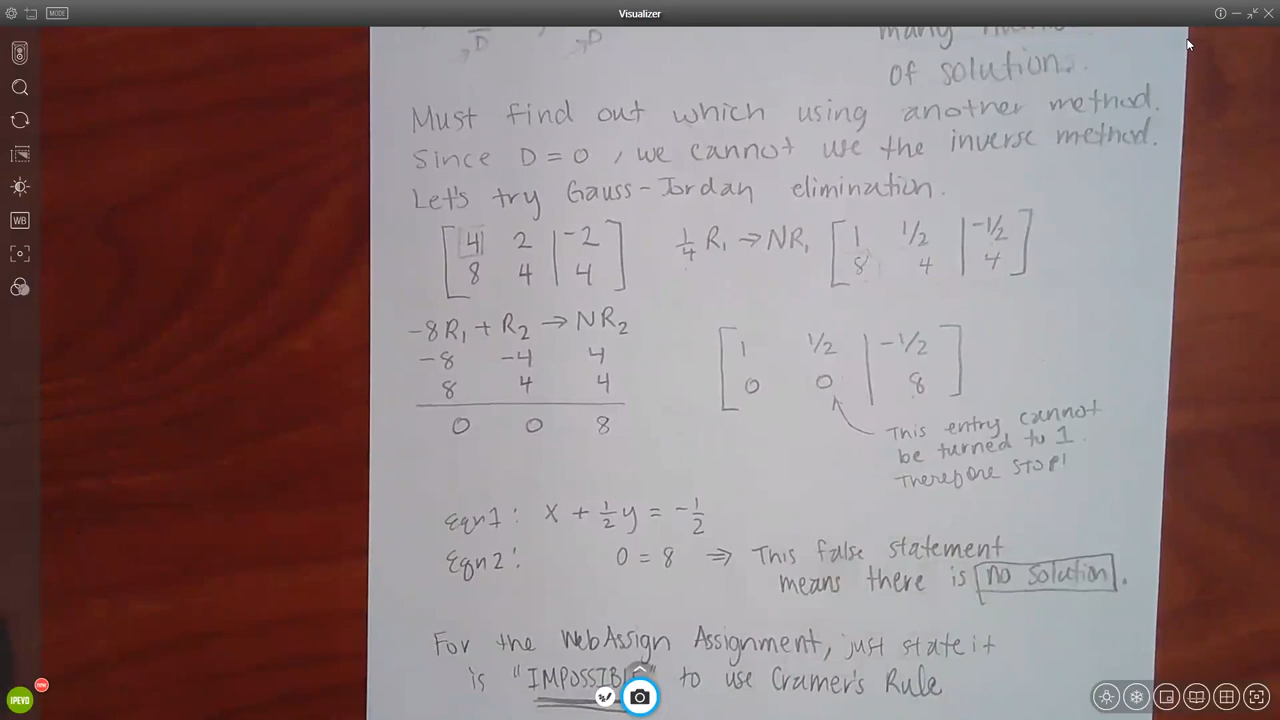 MODE
Visualizer
D
D
many
of solution.
Must find out which using another method.
Since D = 0, we cannot use the inverse method.
Let's try Gauss-Jordan elimination.
[ 4 2 | -2 ] 1/4 R1 → NR1 [ 1 1/2 | -1/2 ]
[ 8 4 | 4 ] [ 8 4 | 4 ]
-8R1 + R2 → NR2
-8 -4 4 [ 1 1/2 | -1/2 ]
8 4 4 [ 0 0 | 8 ]
0 0 8
This entry cannot
be turned to 1.
Therefore STOP!
Eqn1: x + 1/2 y = -1/2
Eqn2: 0 = 8 ⇒ This false statement
means there is no solution.
For the WebAssign Assignment, just state it
is "IMPOSSIBLE" to use Cramer's Rule
WB
IPEVO
new